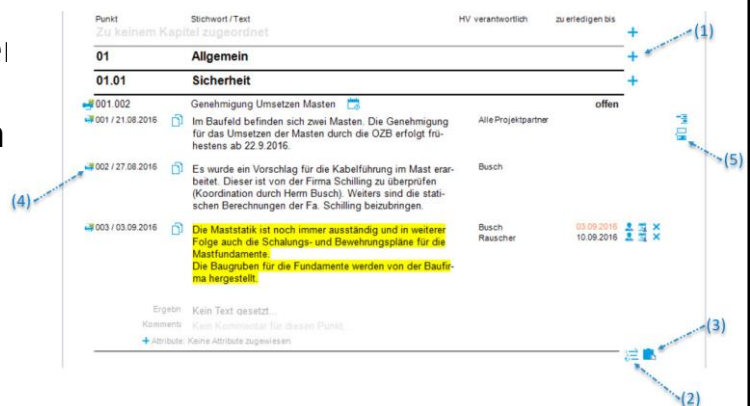 Punkt Stichwort / Text HV verantwortlich zu erledigen bis
Zu keinem Kapitel zugeordnet
(1)
01 Allgemein
01.01 Sicherheit
001.002 Genehmigung Umsetzen Masten offen
001 / 21.08.2016 Im Baufeld befinden sich zwei Masten. Die Genehmigung Alle Projektpartner
für das Umsetzen der Masten durch die OZB erfolgt frü-
hestens ab 22.9.2016.
(5)
002 / 27.08.2016 Es wurde ein Vorschlag für die Kabelführung im Mast erar- Busch
beitet. Dieser ist von der Firma Schilling zu überprüfen
(Koordination durch Herrn Busch). Weiters sind die stati-
schen Berechnungen der Fa. Schilling beizubringen.
(4)
003 / 03.09.2016 Die Maststatik ist noch immer ausständig und in weiterer Busch 03.09.2016
Folge auch die Schalungs- und Bewehrungspläne für die Rauscher 10.09.2016
Mastfundamente.
Die Baugruben für die Fundamente werden von der Baufir-
ma hergestellt.
Ergebn Kein Text gesetzt...
Kommenta Kein Kommentar für diesen Punkt...
(3)
Attribute: Keine Attribute zugewiesen
(2)